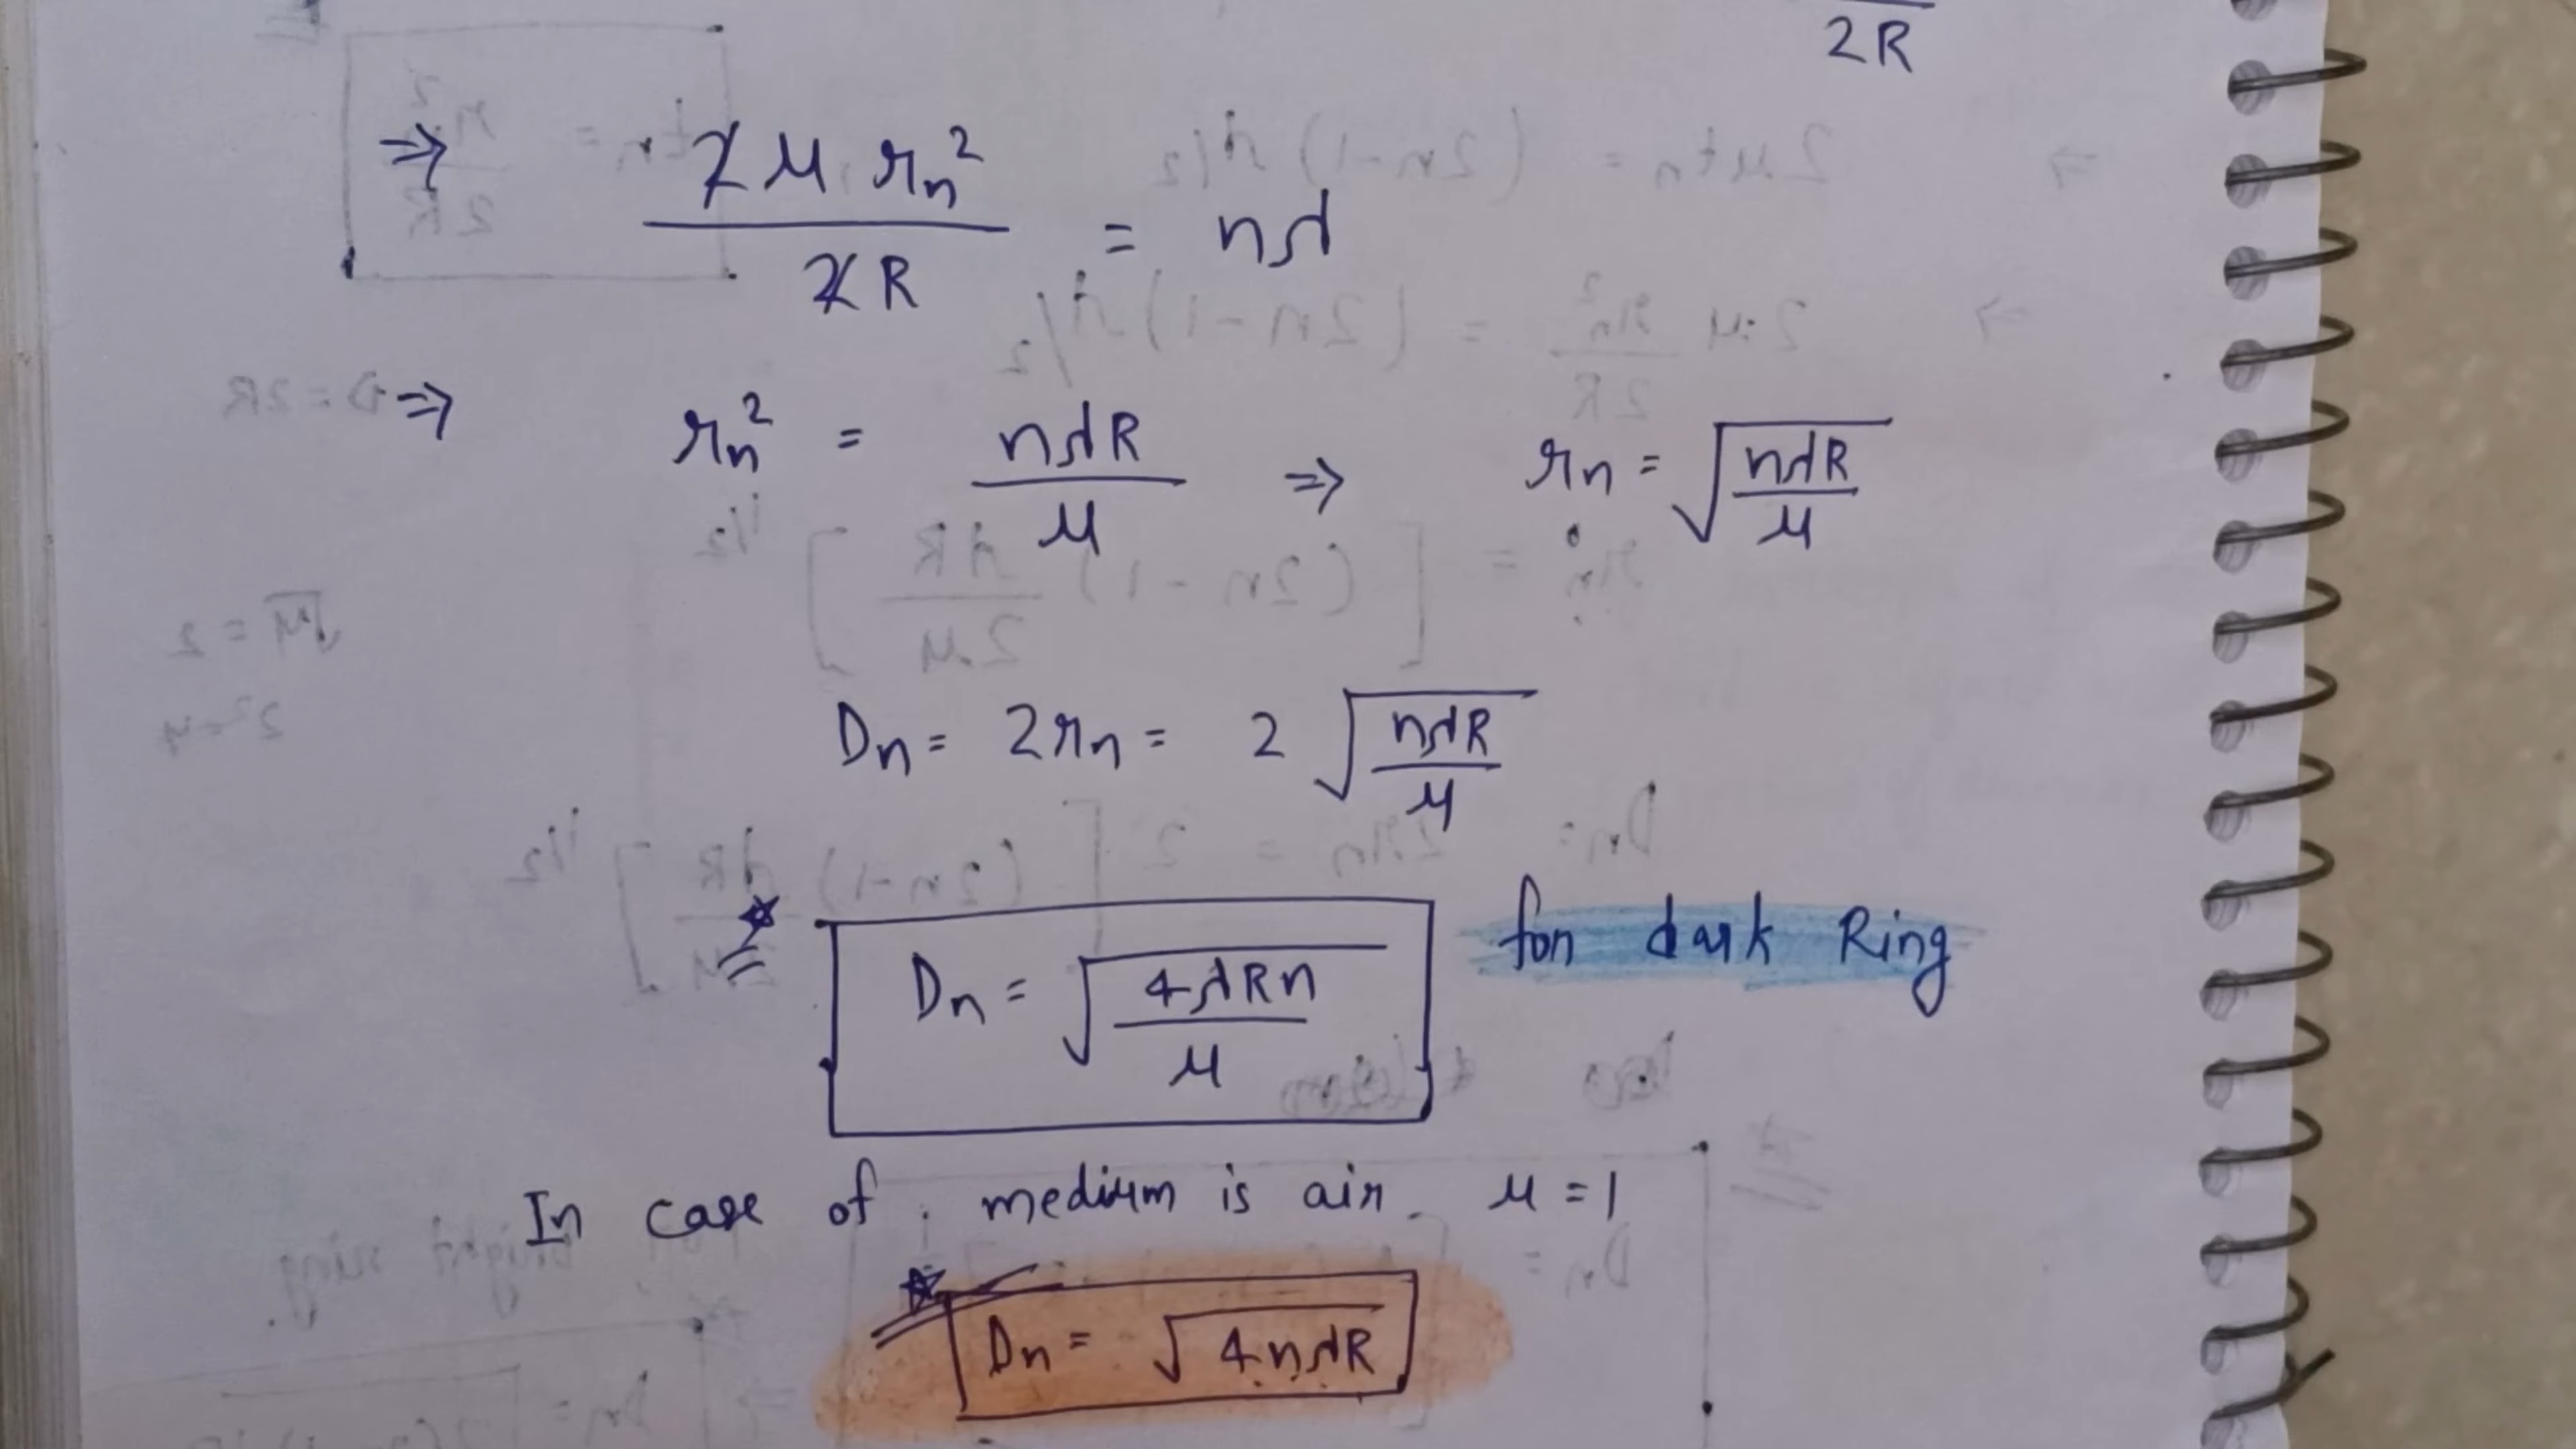 2R
⇒ 2μ rn² / 2R = nλ
⇒ rn² = nλR / μ ⇒ rn = √(nλR / μ)
Dn = 2rn = 2 √(nλR / μ)
Dn = √(4λRn / μ) for dark Ring
In case of medium is air μ = 1
Dn = √4nλR